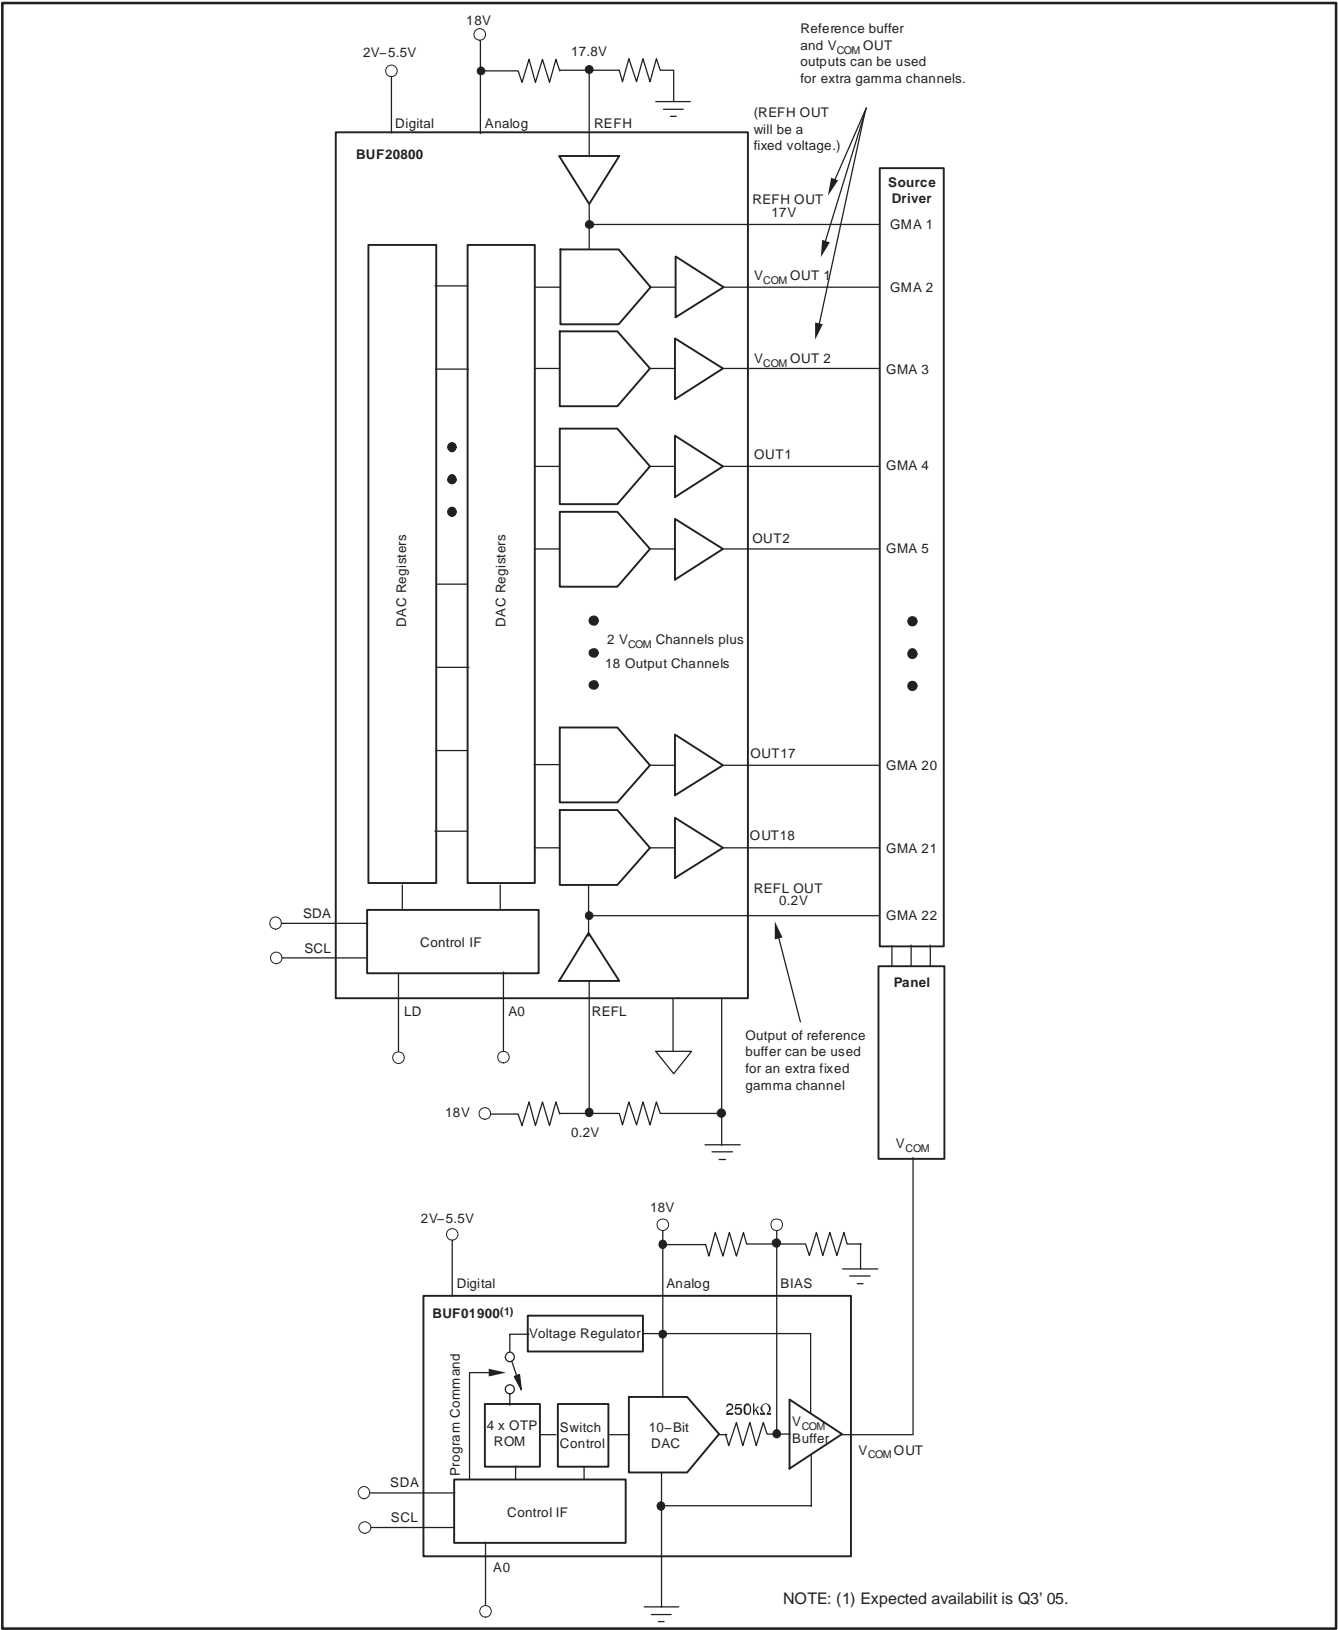 18V
2V–5.5V
17.8V
Reference buffer
and VCOM OUT
outputs can be used
for extra gamma channels.
Digital
Analog
REFH
(REFH OUT
will be a
fixed voltage.)
BUF20800
Source
Driver
REFH OUT
17V
GMA 1
VCOM OUT 1
GMA 2
VCOM OUT 2
GMA 3
OUT1
GMA 4
OUT2
GMA 5
DAC Registers
DAC Registers
2 VCOM Channels plus
18 Output Channels
OUT17
GMA 20
OUT18
GMA 21
REFL OUT
0.2V
GMA 22
SDA
SCL
Control IF
Panel
LD
A0
REFL
Output of reference
buffer can be used
for an extra fixed
gamma channel
18V
0.2V
VCOM
2V–5.5V
18V
Digital
Analog
BIAS
BUF01900(1)
Voltage Regulator
Program Command
4 x OTP
ROM
Switch
Control
10–Bit
DAC
250kΩ
VCOM
Buffer
VCOM OUT
SDA
SCL
Control IF
A0
NOTE: (1) Expected availabilit is Q3' 05.